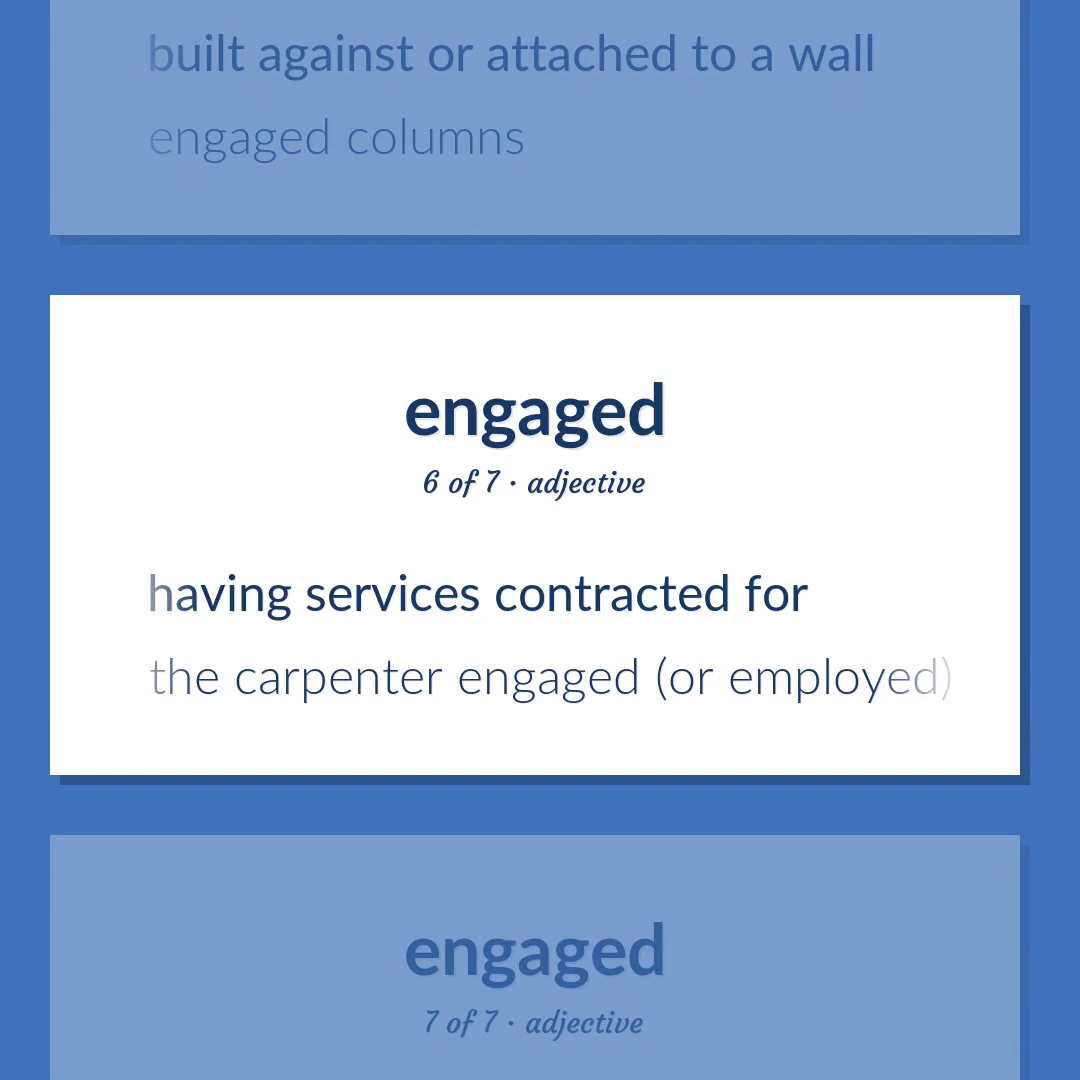 built against or attached to a wall
engaged columns
engaged
6 of 7 · adjective
having services contracted for
the carpenter engaged (or employed)
engaged
7 of 7 · adjective